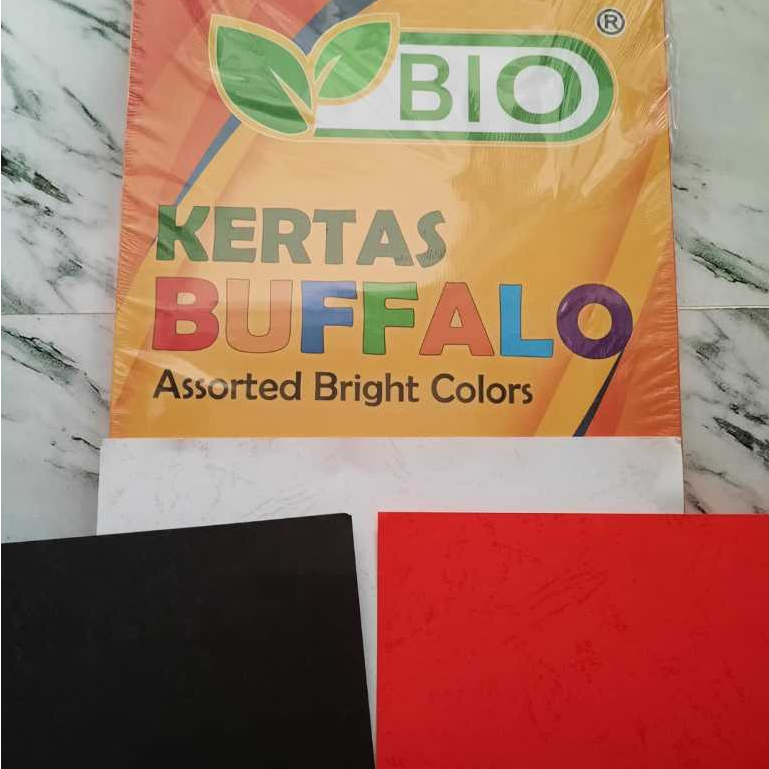 BIO ®
KERTAS
BUFFALO
Assorted Bright Colors